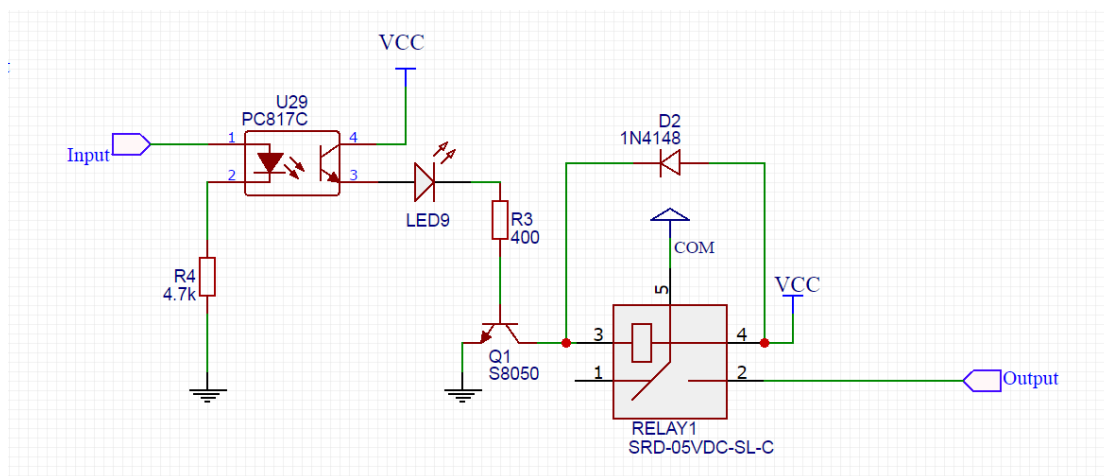 VCC
U29
PC817C
D2
1N4148
1
4
Input
2
3
LED9
R3
400
COM
R4
4.7k
5
VCC
3
4
Q1
S8050
1
2
Output
RELAY1
SRD-05VDC-SL-C